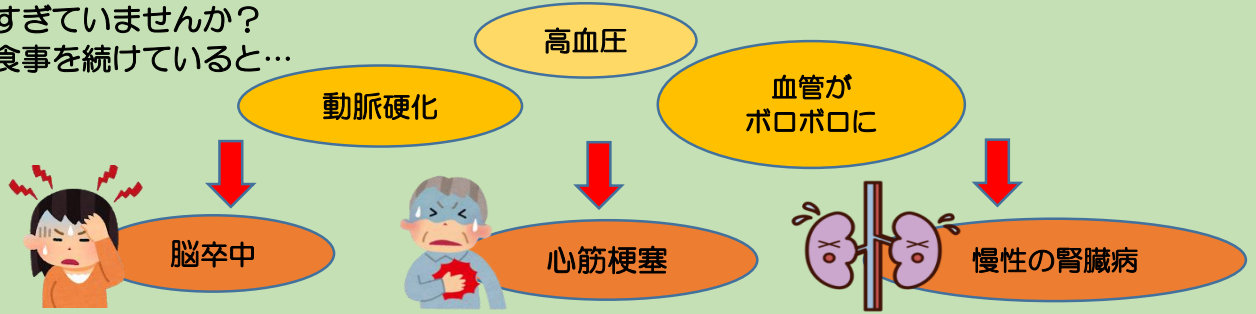 すぎていませんか？
食事を続けていると…
高血圧
動脈硬化
血管が
ボロボロに
脳卒中
心筋梗塞
慢性の腎臓病